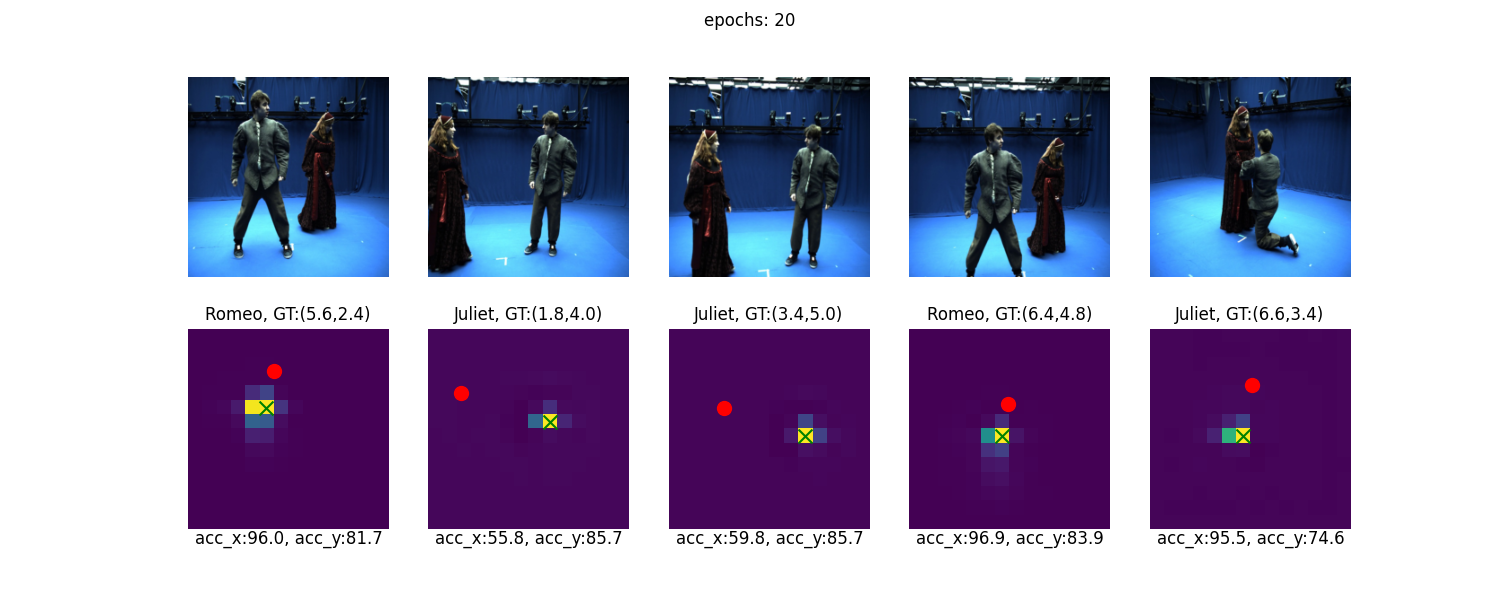 epochs: 20
Romeo, GT:(5.6,2.4)
Juliet, GT:(1.8,4.0)
Juliet, GT:(3.4,5.0)
Romeo, GT:(6.4,4.8)
Juliet, GT:(6.6,3.4)
acc_x:96.0, acc_y:81.7
acc_x:55.8, acc_y:85.7
acc_x:59.8, acc_y:85.7
acc_x:96.9, acc_y:83.9
acc_x:95.5, acc_y:74.6